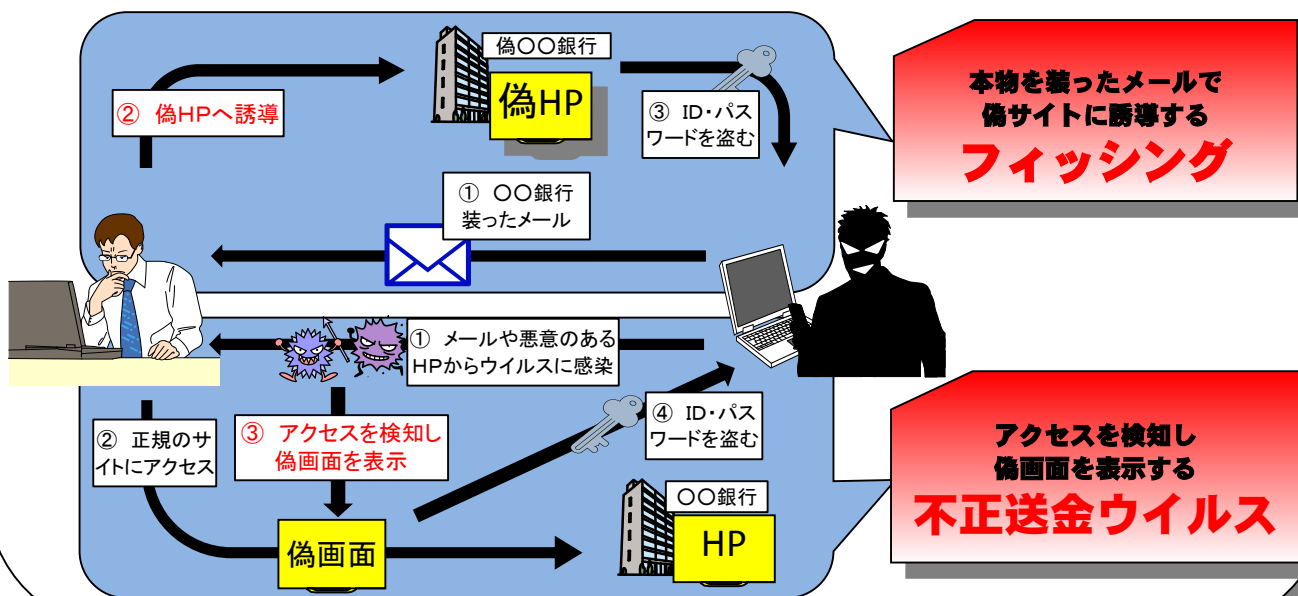 偽〇〇銀行
偽HP
② 偽HPへ誘導
③ ID・パス
ワードを盗む
① 〇〇銀行
装ったメール
本物を装ったメールで
偽サイトに誘導する
フィッシング
① メールや悪意のある
HPからウイルスに感染
② 正規のサ
イトにアクセス
③ アクセスを検知し
偽画面を表示
④ ID・パス
ワードを盗む
偽画面
〇〇銀行
HP
アクセスを検知し
偽画面を表示する
不正送金ウイルス